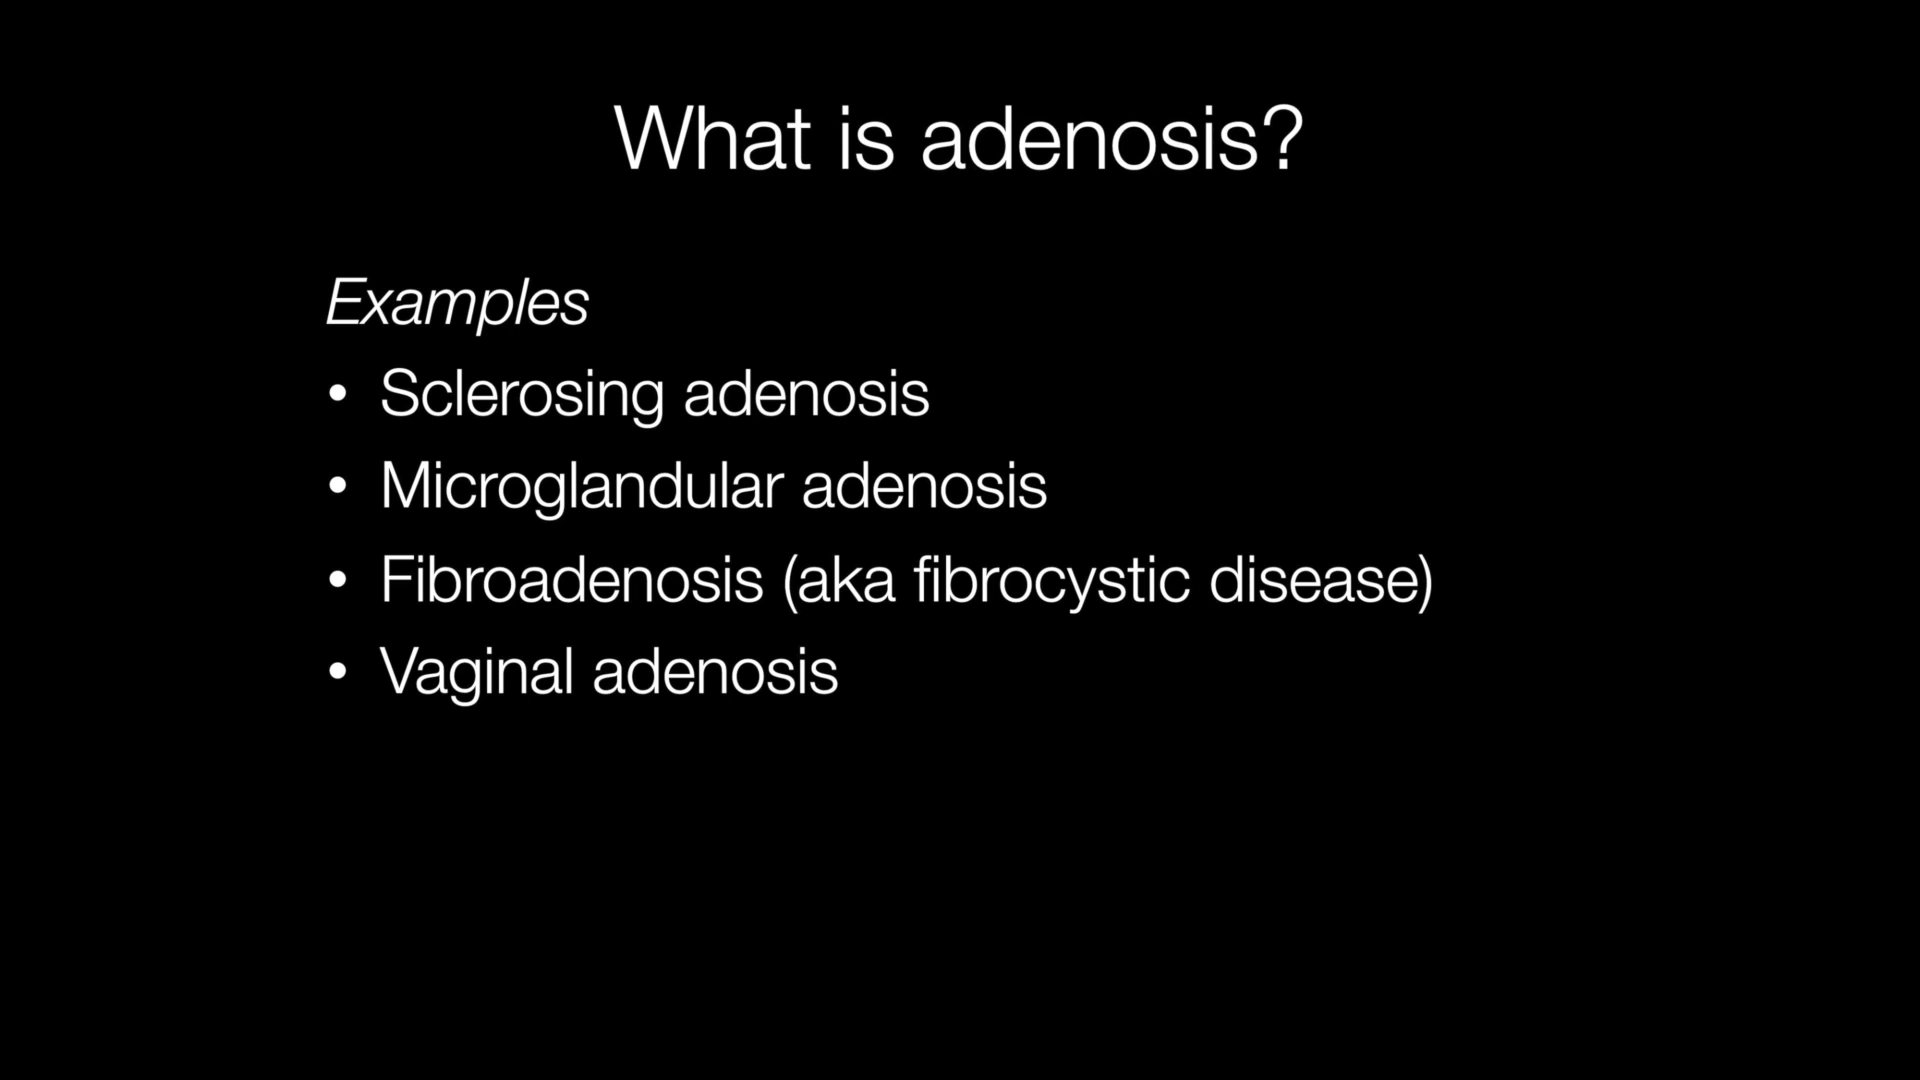 What is adenosis?
Examples
• Sclerosing adenosis
• Microglandular adenosis
• Fibroadenosis (aka fibrocystic disease)
• Vaginal adenosis